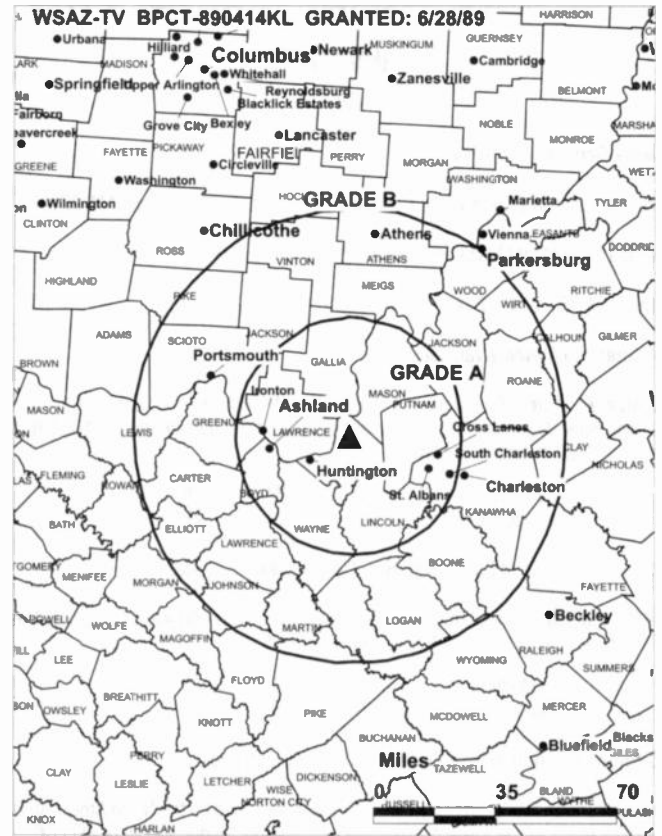 WSAZ-TV BPCT-890414KL GRANTED: 6/28/89
HARRISON
Urbana
Hilliard
Columbus
Newark
MUSKINGUM
GUERNSEY
MADISON
Cambridge
Whitehall
Zanesville
Springfield
Upper Arlington
Reynoldsburg
BELMONT
Blacklick Estates
Fairborn
Grove City
Bexley
NOBLE
Lancaster
MONROE
PICKAWAY
FAIRFIEL
FAYETTE
PERRY
GREENE
Circleville
MORGAN
Washington
WASHINGTON
Wilmington
GRADE B
Marietta
TYLER
CLINTON
Chillicothe
Athens
Vienna
ROSS
VINTON
ATHENS
Parkersburg
MEIGS
HIGHLAND
WOOD
WIRT
RITCHIE
PIKE
ADAMS
SCIOTO
JACKSON
JACKSON
CALHOUN
GILMER
Portsmouth
GALLIA
BROWN
GRADE A
ROANE
Ironton
MASON
MASON
Ashland
PUTNAM
LEWIS
GREENU
LAWRENCE
Cross Lanes
CLAY
South Charleston
NICHOLAS
FLEMING
Huntington
CARTER
Charleston
ROWAN
BOYD
St. Albans
WAYNE
KANAWHA
LINCOLN
BATH
ELLIOTT
LAWRENCE
BOONE
MENIFEE
MORGAN
JOHNSON
FAYETTE
Beckley
WOLFE
MARTIN
LOGAN
MAGOFFIN
RALEIGH
LEE
WYOMING
SUMMERS
FLOYD
BREATHITT
MERCER
OWSLEY
KNOTT
PIKE
MCDOWELL
BUCHANAN
Blacks
PERRY
Bluefield
CLAY
Miles
TAZEWELL
LESLIE
LETCHER
DICKENSON
WISE
BLAND
NORTON CITY
0 35 70
RUSSELL
WYTHE
PULAS
KNOX
HARLAN